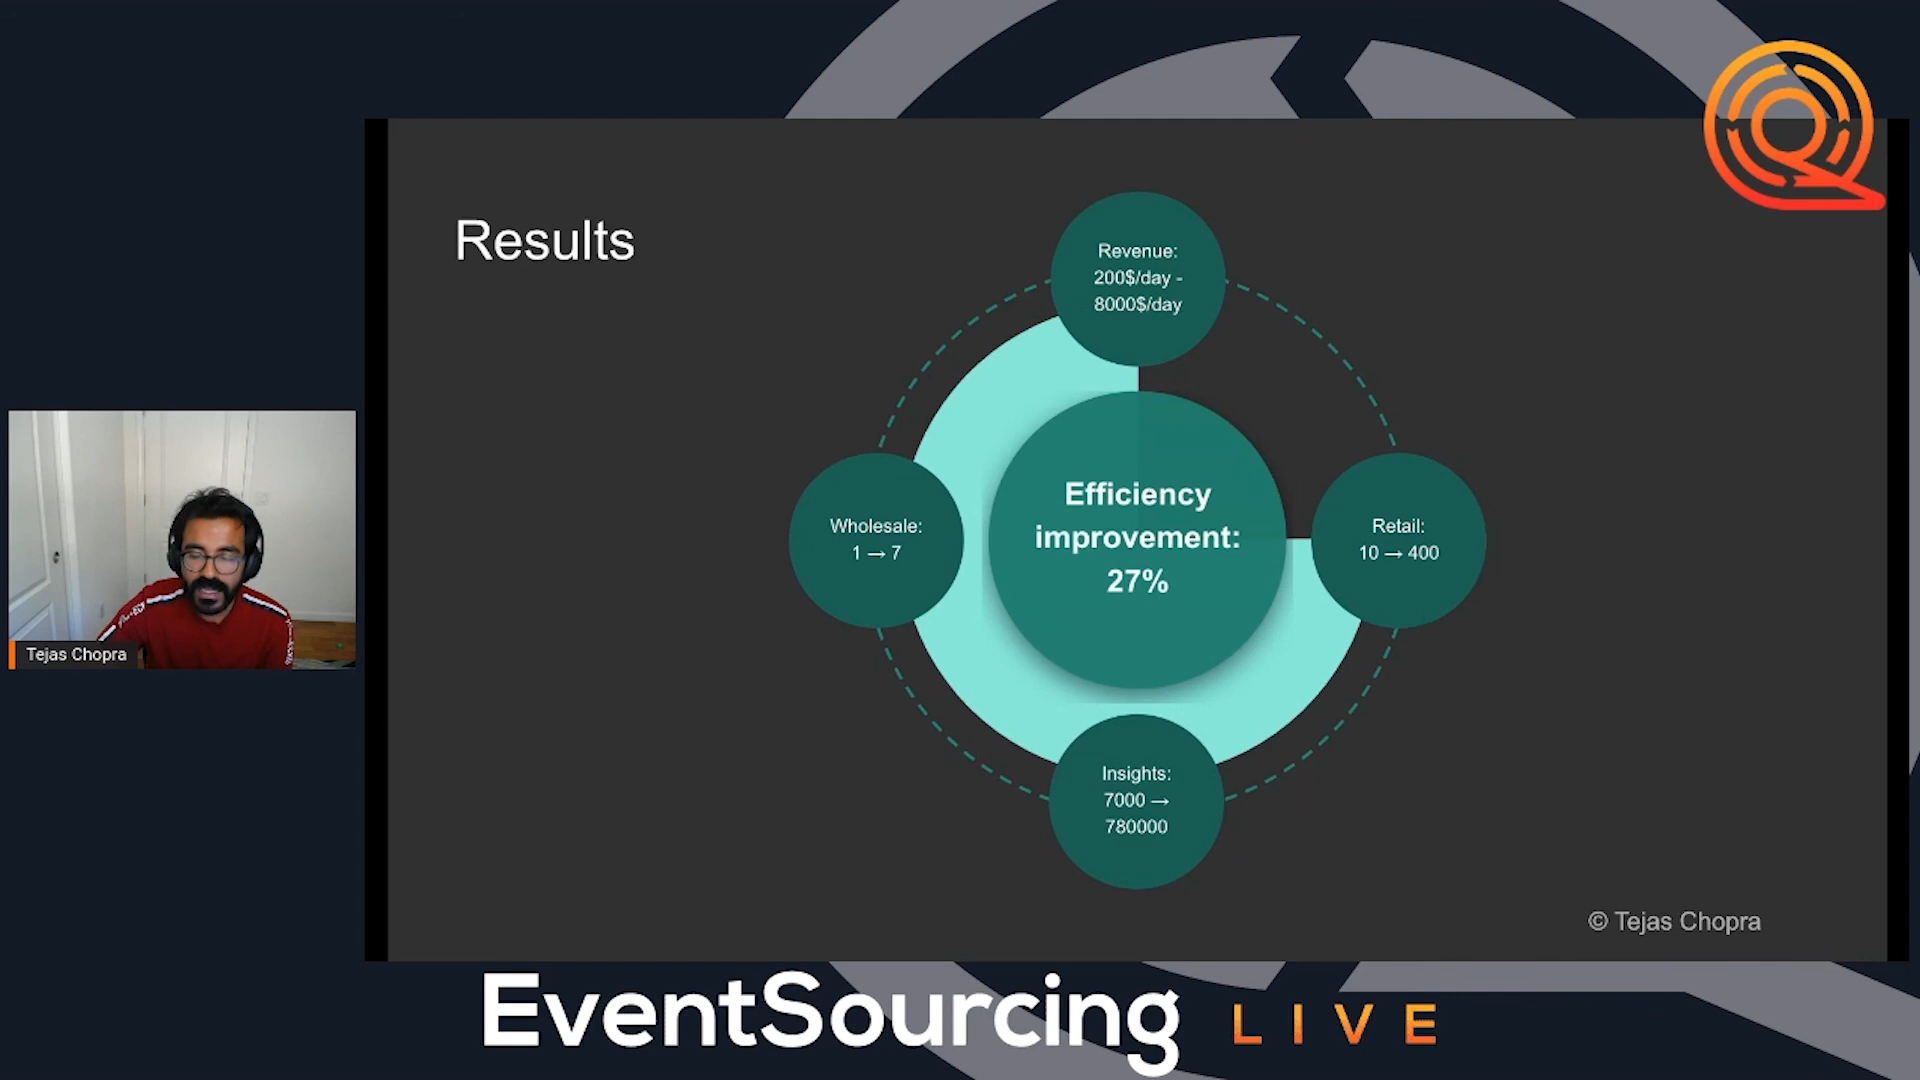 Results
Revenue:
200$/day -
8000$/day
Wholesale:
1 → 7
Efficiency
improvement:
27%
Retail:
10 → 400
Insights:
7000 →
780000
Tejas Chopra
© Tejas Chopra
EventSourcing LIVE